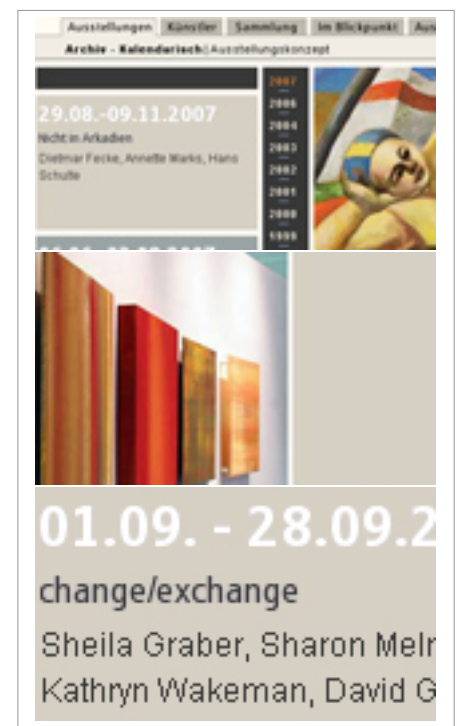 Ausstellungen Künstler Sammlung Im Blickpunkt Aus
Archiv - Kalendarisch | Ausstellungskonzept
29.08.-09.11.2007
Nicht in Arkadien
Dietmar Fecke, Annette Marks, Hans
Schulte
2007
2006
2004
2003
2002
2001
2000
1999
01.09. - 28.09.2
change/exchange
Sheila Graber, Sharon
Kathryn Wakeman, David G